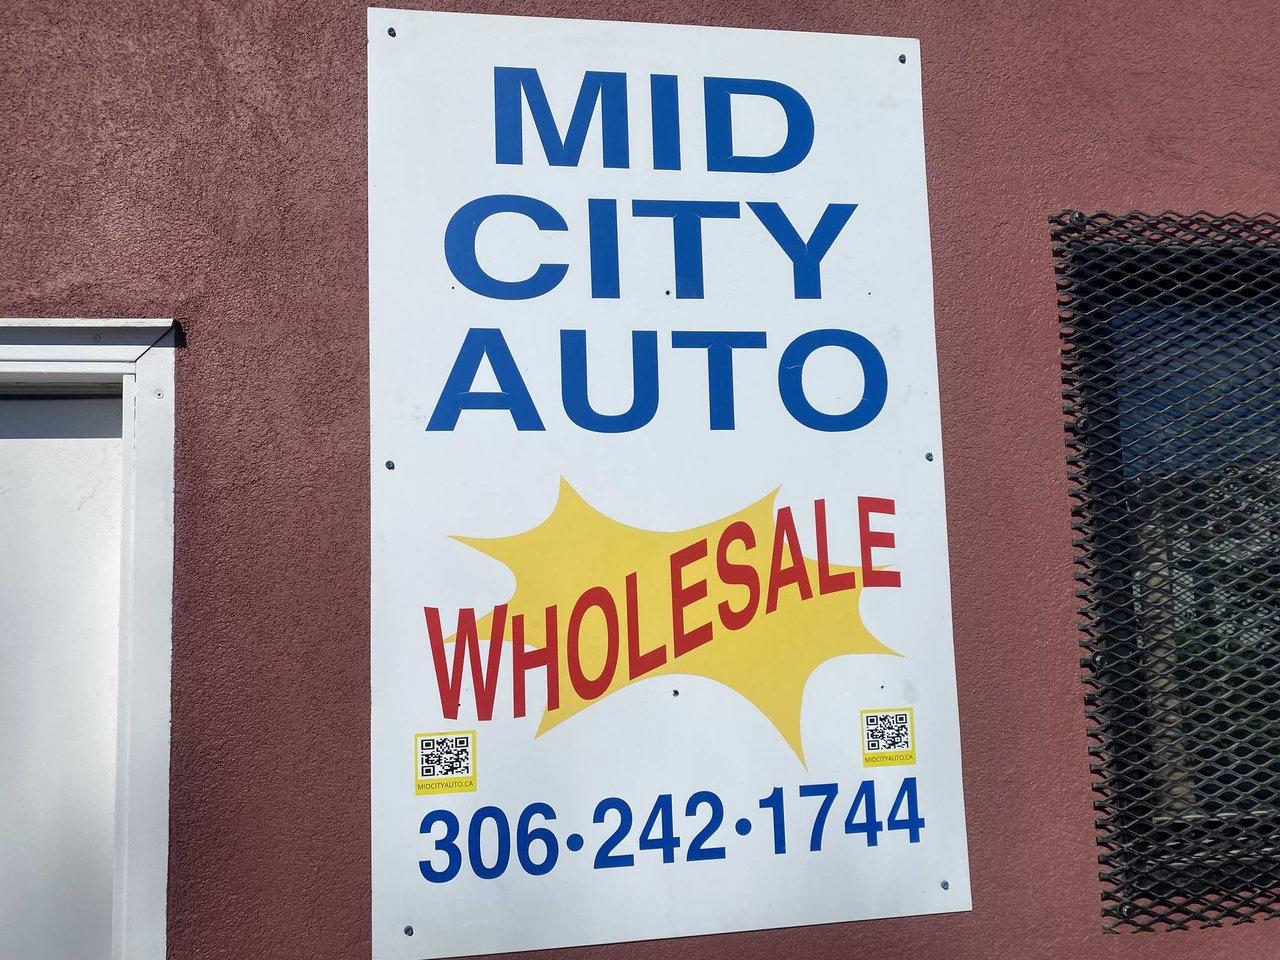 MID
CITY
AUTO
WHOLESALE
MIDCITYAUTO.CA
MIDCITYAUTO.CA
306•242•1744